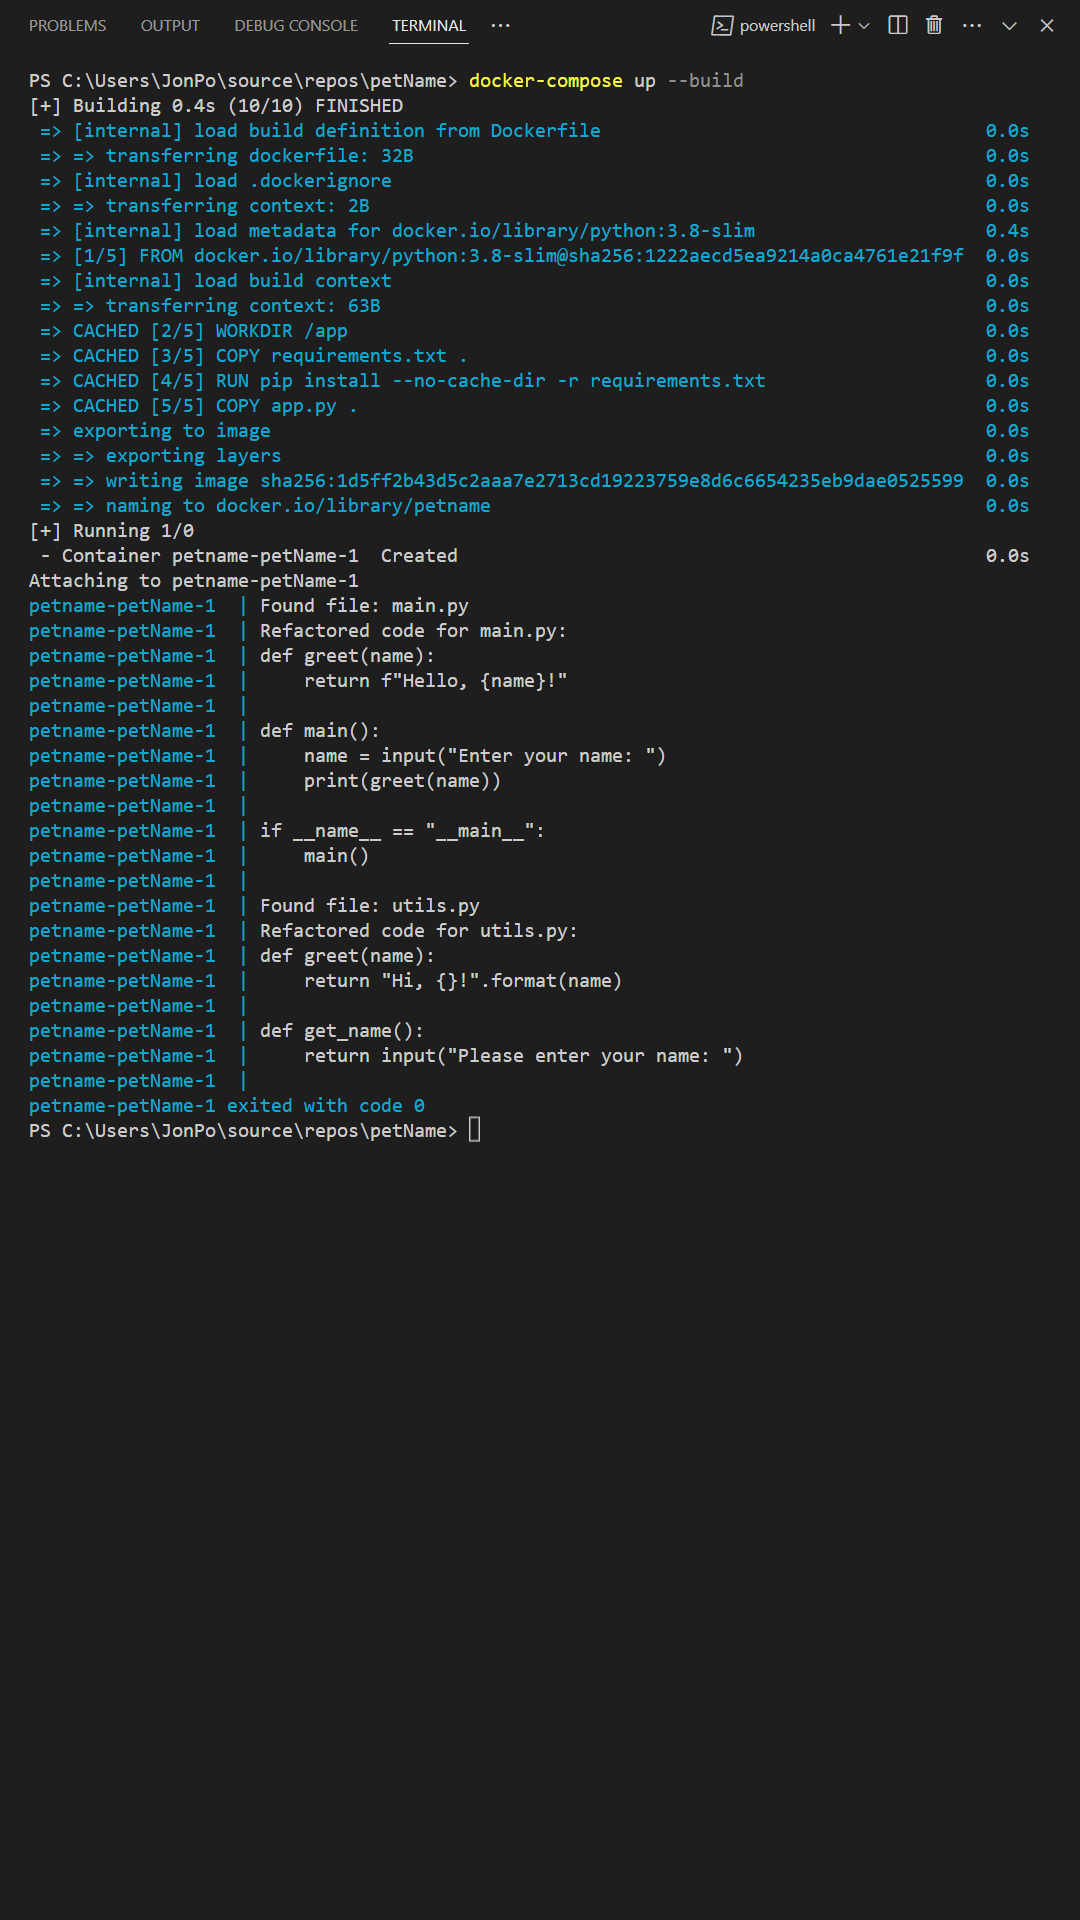 PROBLEMS OUTPUT DEBUG CONSOLE TERMINAL ··· powershell
PS C:\Users\JonPo\source\repos\petName> docker-compose up --build
[+] Building 0.4s (10/10) FINISHED
=> [internal] load build definition from Dockerfile 0.0s
=> => transferring dockerfile: 32B 0.0s
=> [internal] load .dockerignore 0.0s
=> => transferring context: 2B 0.0s
=> [internal] load metadata for docker.io/library/python:3.8-slim 0.4s
=> [1/5] FROM docker.io/library/python:3.8-slim@sha256:1222aecd5ea9214a0ca4761e21f9f 0.0s
=> [internal] load build context 0.0s
=> => transferring context: 63B 0.0s
=> CACHED [2/5] WORKDIR /app 0.0s
=> CACHED [3/5] COPY requirements.txt . 0.0s
=> CACHED [4/5] RUN pip install --no-cache-dir -r requirements.txt 0.0s
=> CACHED [5/5] COPY app.py . 0.0s
=> exporting to image 0.0s
=> => exporting layers 0.0s
=> => writing image sha256:1d5ff2b43d5c2aaa7e2713cd19223759e8d6c6654235eb9dae0525599 0.0s
=> => naming to docker.io/library/petname 0.0s
[+] Running 1/0
- Container petname-petName-1  Created 0.0s
Attaching to petname-petName-1
petname-petName-1  | Found file: main.py
petname-petName-1  | Refactored code for main.py:
petname-petName-1  | def greet(name):
petname-petName-1  |     return f"Hello, {name}!"
petname-petName-1  |
petname-petName-1  | def main():
petname-petName-1  |     name = input("Enter your name: ")
petname-petName-1  |     print(greet(name))
petname-petName-1  |
petname-petName-1  | if __name__ == "__main__":
petname-petName-1  |     main()
petname-petName-1  |
petname-petName-1  | Found file: utils.py
petname-petName-1  | Refactored code for utils.py:
petname-petName-1  | def greet(name):
petname-petName-1  |     return "Hi, {}!".format(name)
petname-petName-1  |
petname-petName-1  | def get_name():
petname-petName-1  |     return input("Please enter your name: ")
petname-petName-1  |
petname-petName-1 exited with code 0
PS C:\Users\JonPo\source\repos\petName>